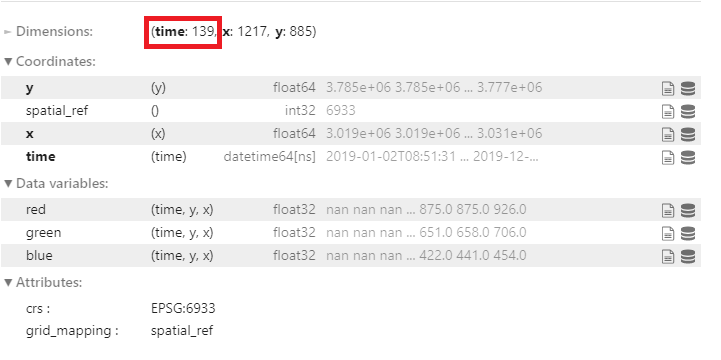 Dimensions: (time: 139, x: 1217, y: 885)
Coordinates:
y (y) float64 3.785e+06 3.785e+06 ... 3.777e+06
spatial_ref () int32 6933
x (x) float64 3.019e+06 3.019e+06 ... 3.031e+06
time (time) datetime64[ns] 2019-01-02T08:51:31 ... 2019-12-...
Data variables:
red (time, y, x) float32 nan nan nan ... 875.0 875.0 926.0
green (time, y, x) float32 nan nan nan ... 651.0 658.0 706.0
blue (time, y, x) float32 nan nan nan ... 422.0 441.0 454.0
Attributes:
crs : EPSG:6933
grid_mapping : spatial_ref